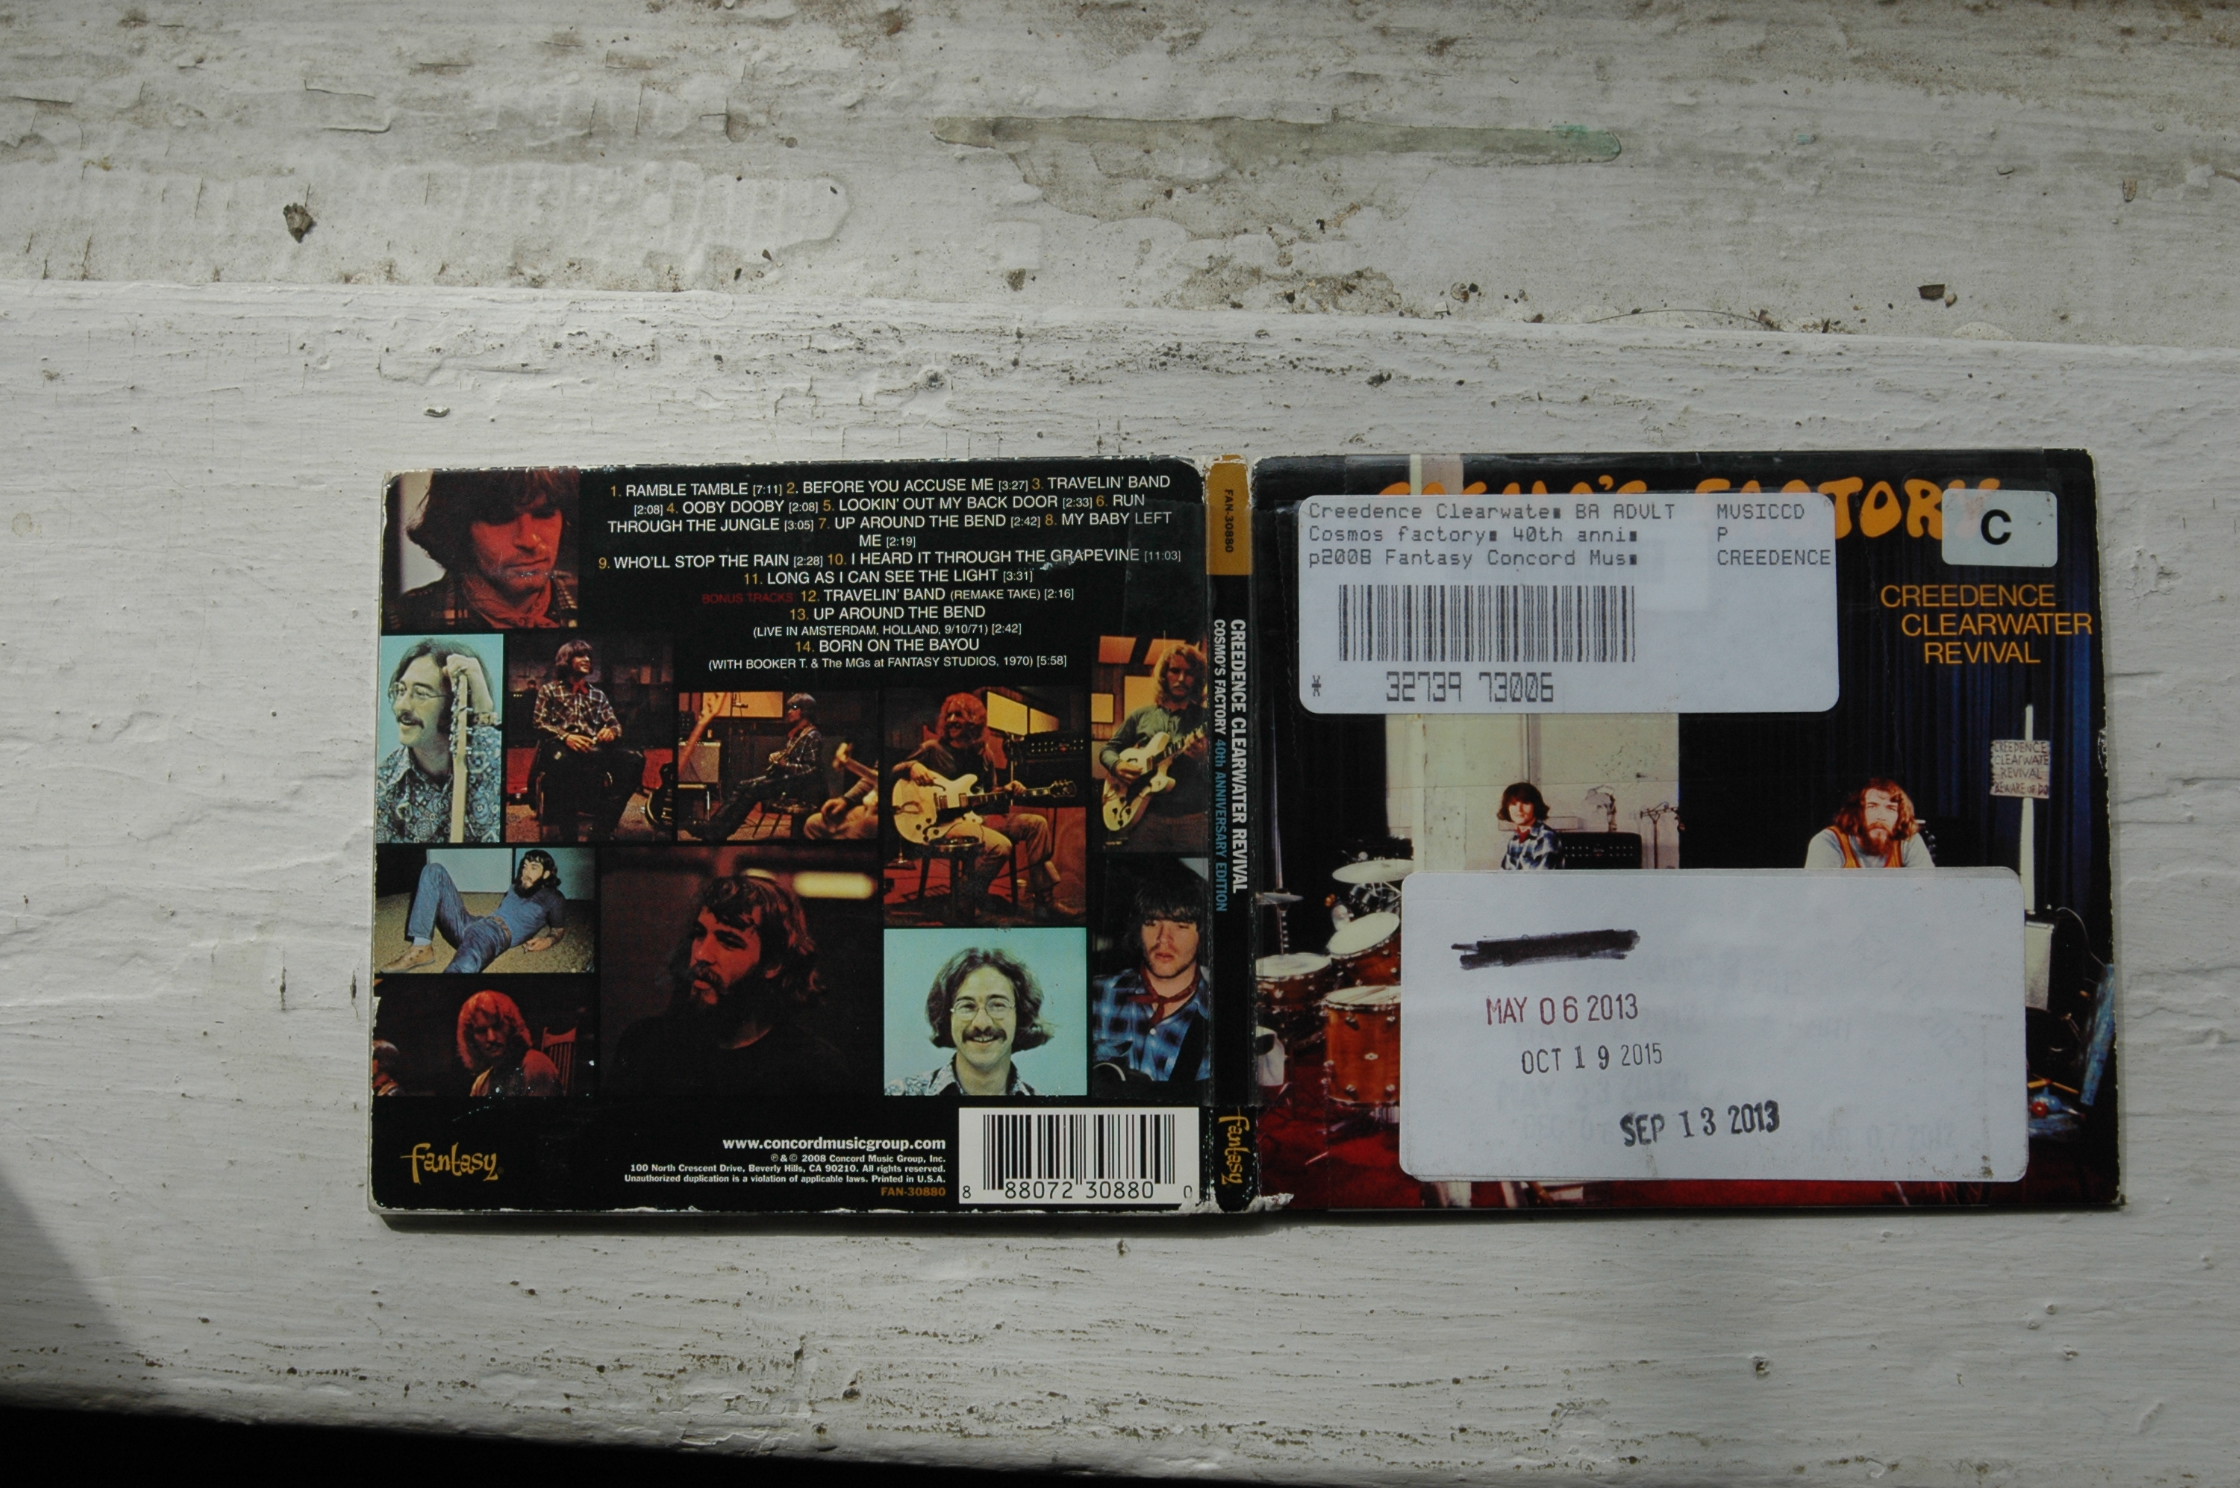 1. RAMBLE TAMBLE [7:11] 2. BEFORE YOU ACCUSE ME [3:27] 3. TRAVELIN' BAND
[2:08] 4. OOBY DOOBY [2:08] 5. LOOKIN' OUT MY BACK DOOR [2:33] 6. RUN
THROUGH THE JUNGLE [3:05] 7. UP AROUND THE BEND [2:42] 8. MY BABY LEFT
ME [2:19]
9. WHO'LL STOP THE RAIN [2:28] 10. I HEARD IT THROUGH THE GRAPEVINE [11:03]
11. LONG AS I CAN SEE THE LIGHT [3:31]
BONUS TRACKS: 12. TRAVELIN' BAND (REMAKE TAKE) [2:16]
13. UP AROUND THE BEND
(LIVE IN AMSTERDAM, HOLLAND, 9/10/71) [2:42]
14. BORN ON THE BAYOU
(WITH BOOKER T. & The MGs at FANTASY STUDIOS, 1970) [5:58]
fantasy
www.concordmusicgroup.com
℗ & © 2008 Concord Music Group, Inc.
100 North Crescent Drive, Beverly Hills, CA 90210. All rights reserved.
Unauthorized duplication is a violation of applicable laws. Printed in U.S.A.
FAN-30880
8 88072 30880 0
FAN-30880
CREEDENCE CLEARWATER REVIVAL
COSMO'S FACTORY 40th ANNIVERSARY EDITION
fantasy
FACTORY
C
Creedence Clearwate BA ADULT MUSICCD
Cosmos factory 40th anni P
p2008 Fantasy Concord Mus CREEDENCE
32739 73006
CREEDENCE
CLEARWATER
REVIVAL
CREEDENCE
CLEARWATE
REVIVAL
BEWARE OF DO
MAY 06 2013
OCT 19 2015
SEP 13 2013